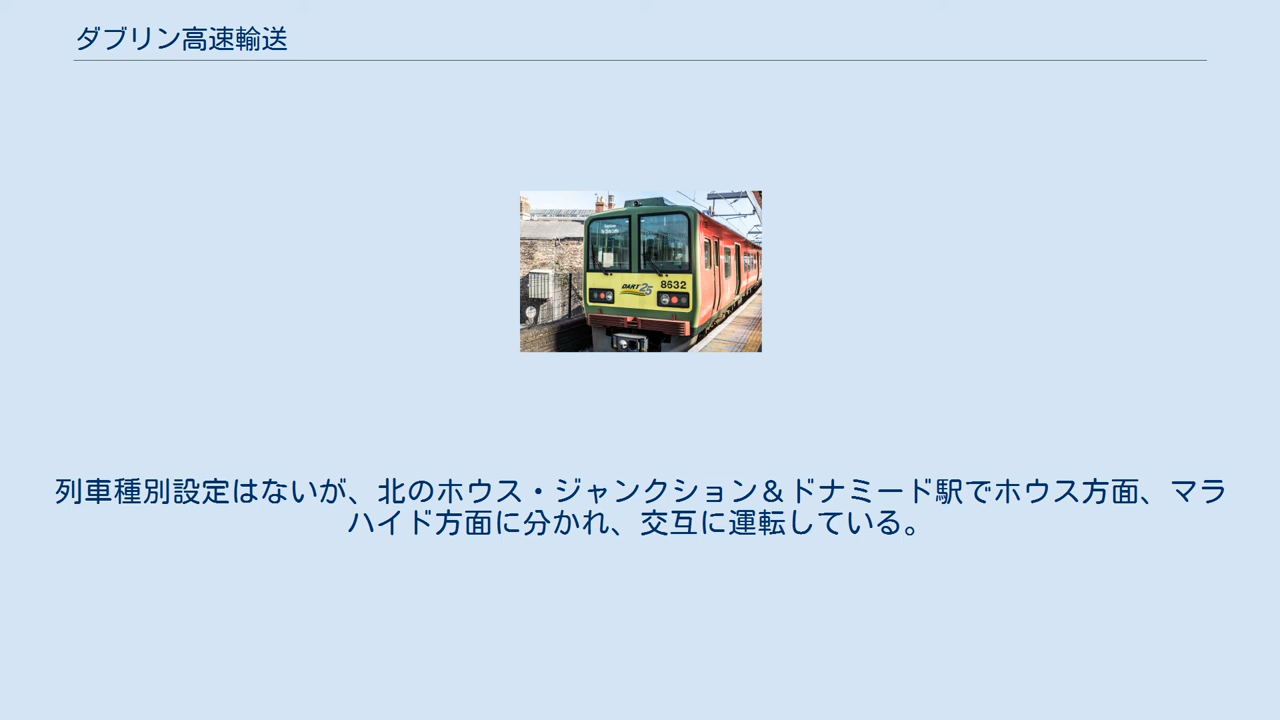 ダブリン高速輸送
DART 25
8632
列車種別設定はないが、北のホウス・ジャンクション＆ドナミード駅でホウス方面、マラ
ハイド方面に分かれ、交互に運転している。